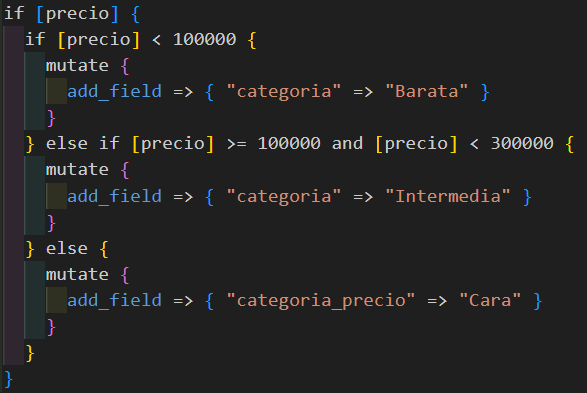 if [precio] {
if [precio] < 100000 {
mutate {
add_field => { "categoria" => "Barata" }
}
} else if [precio] >= 100000 and [precio] < 300000 {
mutate {
add_field => { "categoria" => "Intermedia" }
}
} else {
mutate {
add_field => { "categoria_precio" => "Cara" }
}
}
}